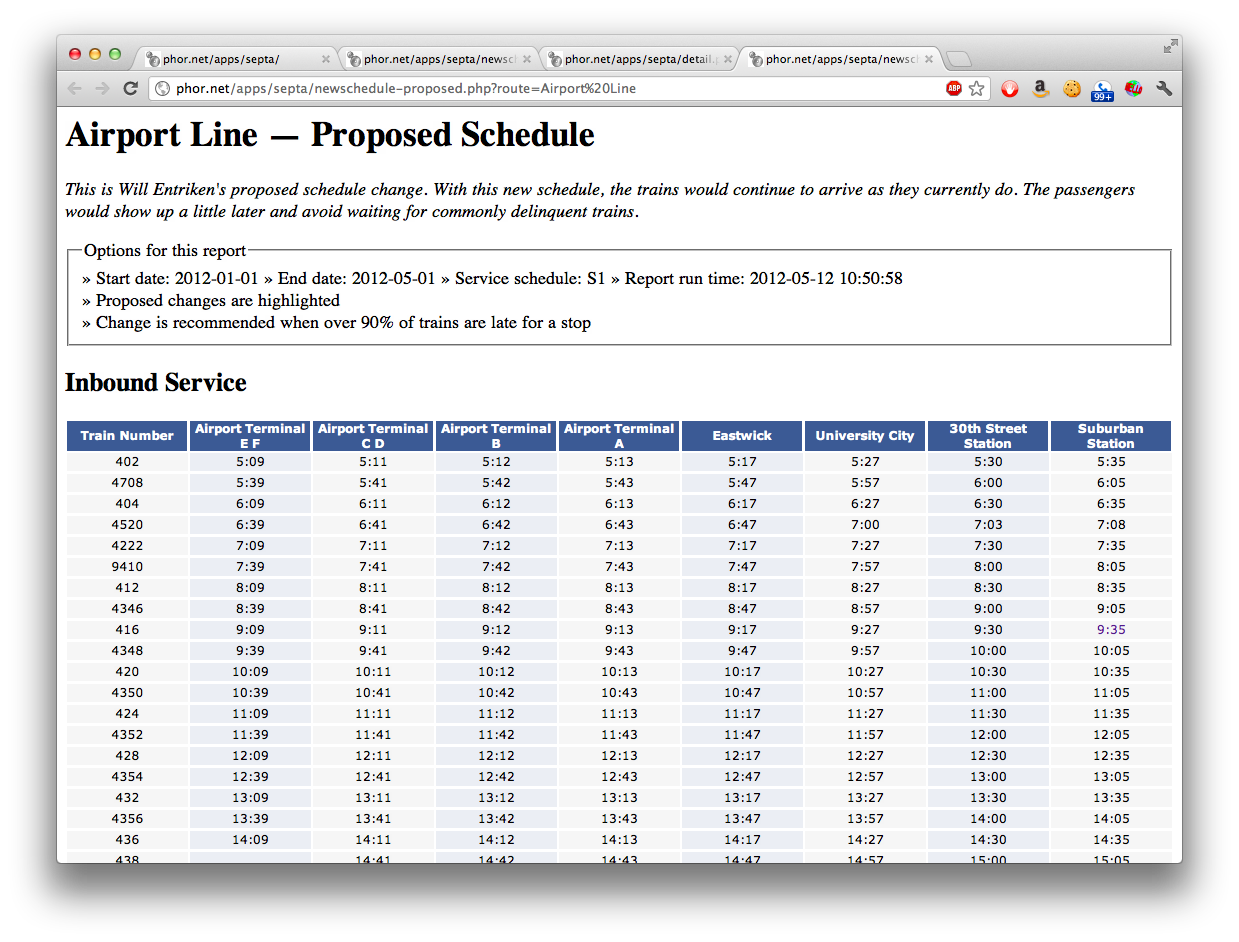 phor.net/apps/septa/ phor.net/apps/septa/newsc phor.net/apps/septa/detail. phor.net/apps/septa/newsc
phor.net/apps/septa/newschedule-proposed.php?route=Airport%20Line ABP 99+
Airport Line — Proposed Schedule
This is Will Entriken's proposed schedule change. With this new schedule, the trains would continue to arrive as they currently do. The passengers
would show up a little later and avoid waiting for commonly delinquent trains.
Options for this report
» Start date: 2012-01-01 » End date: 2012-05-01 » Service schedule: S1 » Report run time: 2012-05-12 10:50:58
» Proposed changes are highlighted
» Change is recommended when over 90% of trains are late for a stop
Inbound Service
Train Number Airport Terminal E F Airport Terminal C D Airport Terminal B Airport Terminal A Eastwick University City 30th Street Station Suburban Station
402 5:09 5:11 5:12 5:13 5:17 5:27 5:30 5:35
4708 5:39 5:41 5:42 5:43 5:47 5:57 6:00 6:05
404 6:09 6:11 6:12 6:13 6:17 6:27 6:30 6:35
4520 6:39 6:41 6:42 6:43 6:47 7:00 7:03 7:08
4222 7:09 7:11 7:12 7:13 7:17 7:27 7:30 7:35
9410 7:39 7:41 7:42 7:43 7:47 7:57 8:00 8:05
412 8:09 8:11 8:12 8:13 8:17 8:27 8:30 8:35
4346 8:39 8:41 8:42 8:43 8:47 8:57 9:00 9:05
416 9:09 9:11 9:12 9:13 9:17 9:27 9:30 9:35
4348 9:39 9:41 9:42 9:43 9:47 9:57 10:00 10:05
420 10:09 10:11 10:12 10:13 10:17 10:27 10:30 10:35
4350 10:39 10:41 10:42 10:43 10:47 10:57 11:00 11:05
424 11:09 11:11 11:12 11:13 11:17 11:27 11:30 11:35
4352 11:39 11:41 11:42 11:43 11:47 11:57 12:00 12:05
428 12:09 12:11 12:12 12:13 12:17 12:27 12:30 12:35
4354 12:39 12:41 12:42 12:43 12:47 12:57 13:00 13:05
432 13:09 13:11 13:12 13:13 13:17 13:27 13:30 13:35
4356 13:39 13:41 13:42 13:43 13:47 13:57 14:00 14:05
436 14:09 14:11 14:12 14:13 14:17 14:27 14:30 14:35
438 14:41 14:42 14:43 14:47 14:57 15:00 15:05